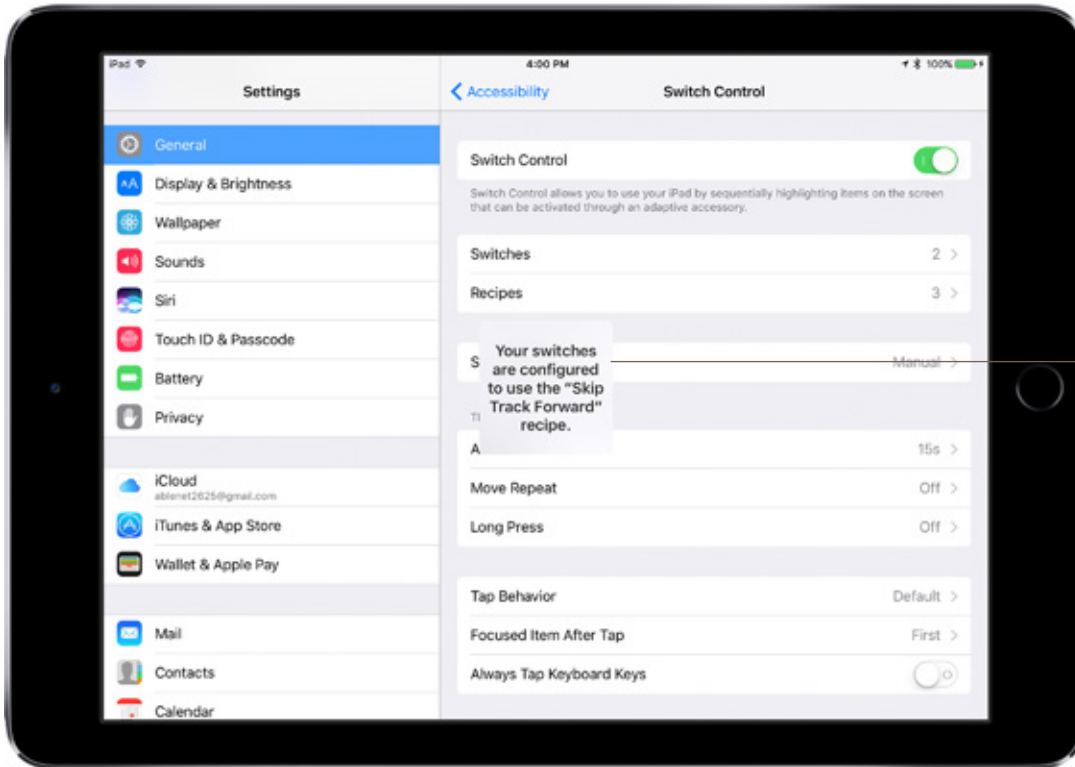 iPad
4:00 PM
100%
Settings
Accessibility
Switch Control
General
Display & Brightness
Wallpaper
Sounds
Siri
Touch ID & Passcode
Battery
Privacy
iCloud
ablenet2625@gmail.com
iTunes & App Store
Wallet & Apple Pay
Mail
Contacts
Calendar
Switch Control
Switch Control allows you to use your iPad by sequentially highlighting items on the screen
that can be activated through an adaptive accessory.
Switches 2
Recipes 3
S Manual
Your switches
are configured
to use the "Skip
Track Forward"
recipe.
TI
A 15s
Move Repeat Off
Long Press Off
Tap Behavior Default
Focused Item After Tap First
Always Tap Keyboard Keys